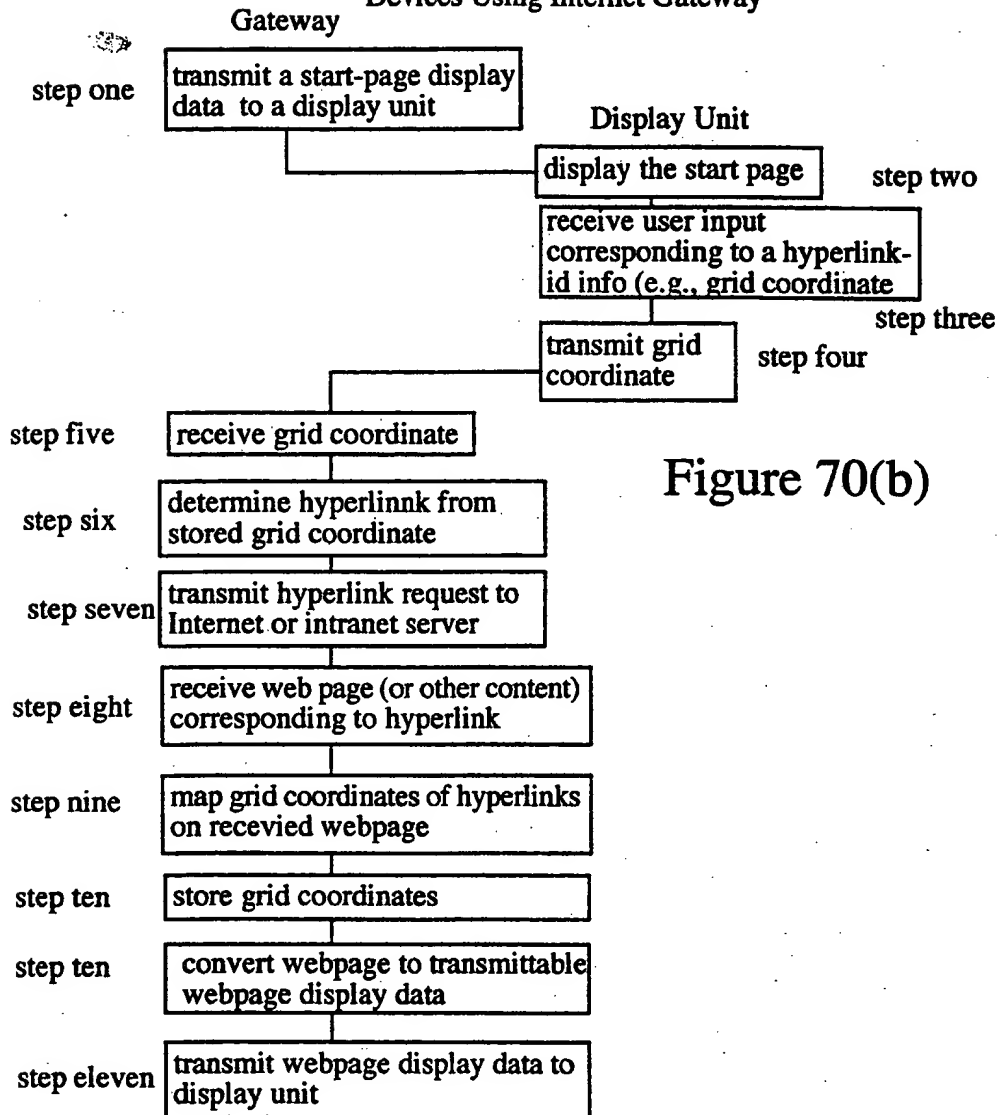 Devices Using Internet Gateway
Gateway
step one
transmit a start-page display
data to a display unit
Display Unit
display the start page
step two
receive user input
corresponding to a hyperlink-
id info (e.g., grid coordinate
step three
transmit grid
coordinate
step four
step five
receive grid coordinate
Figure 70(b)
step six
determine hyperlinnk from
stored grid coordinate
step seven
transmit hyperlink request to
Internet or intranet server
step eight
receive web page (or other content)
corresponding to hyperlink
step nine
map grid coordinates of hyperlinks
on recevied webpage
step ten
store grid coordinates
step ten
convert webpage to transmittable
webpage display data
step eleven
transmit webpage display data to
display unit